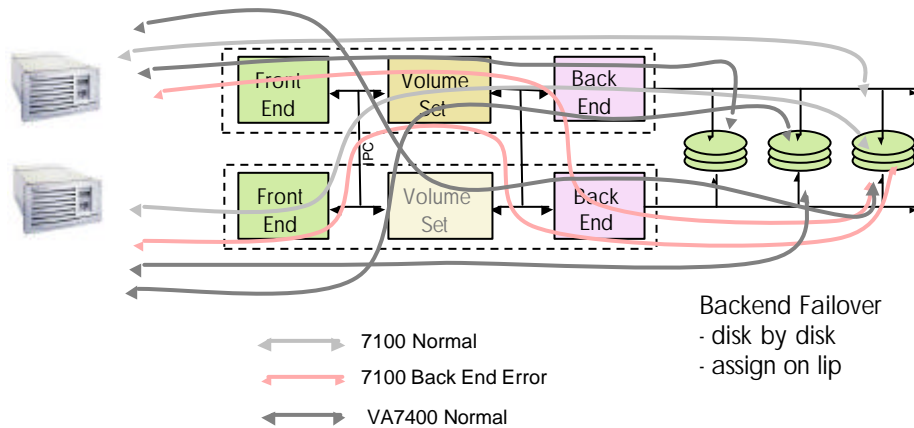 Front
End
Volume
Set
Back
End
IPC
Front
End
Volume
Set
Back
End
Backend Failover
- disk by disk
- assign on lip
7100 Normal
7100 Back End Error
VA7400 Normal